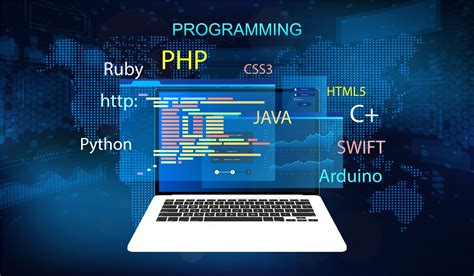 PROGRAMMING
PHP
Ruby
CSS3
http:
HTML5
JAVA
C+
Python
SWIFT
Arduino